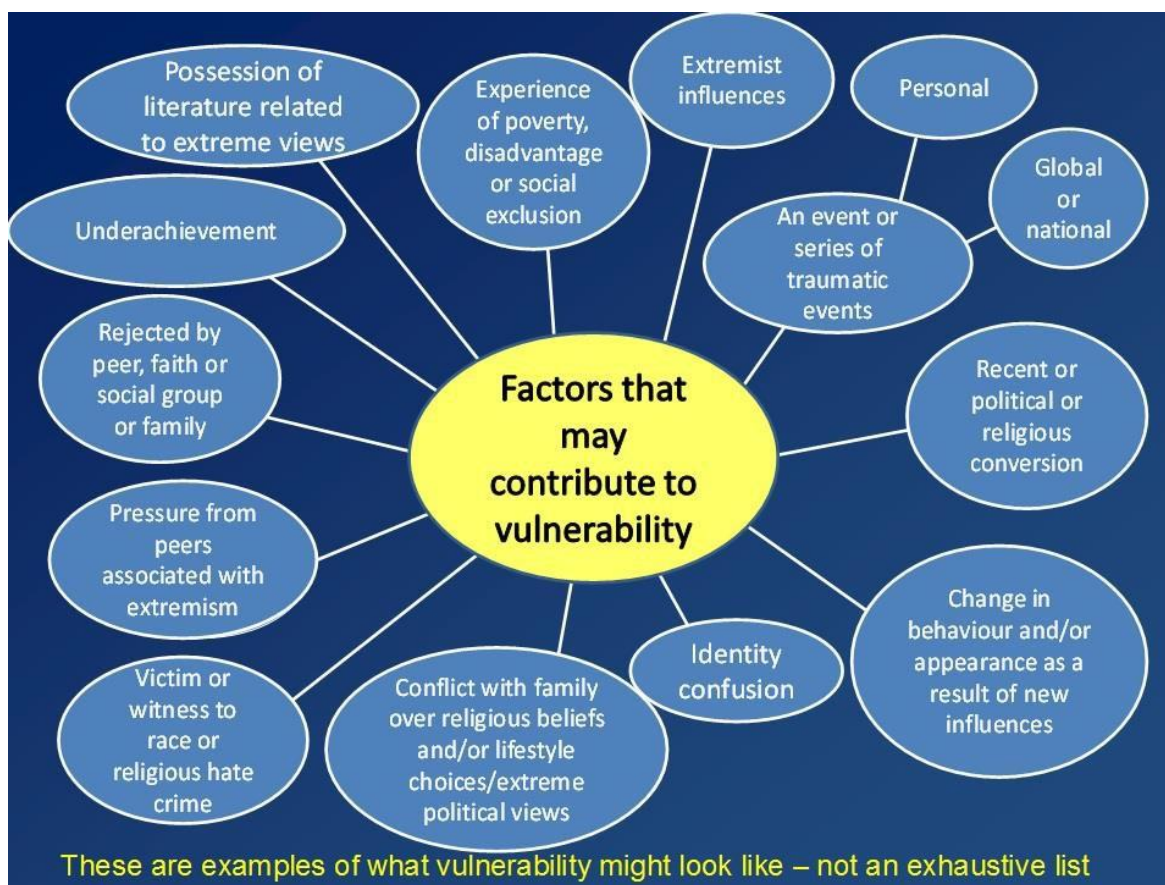 Possession of
literature related
to extreme views
Experience
of poverty,
disadvantage
or social
exclusion
Extremist
influences
Personal
Global
or
national
An event or
series of
traumatic
events
Underachievement
Rejected by
peer, faith or
social group
or family
Factors that
may
contribute to
vulnerability
Recent or
political or
religious
conversion
Pressure from
peers
associated with
extremism
Change in
behaviour and/or
appearance as a
result of new
influences
Identity
confusion
Victim or
witness to
race or
religious hate
crime
Conflict with family
over religious beliefs
and/or lifestyle
choices/extreme
political views
These are examples of what vulnerability might look like – not an exhaustive list